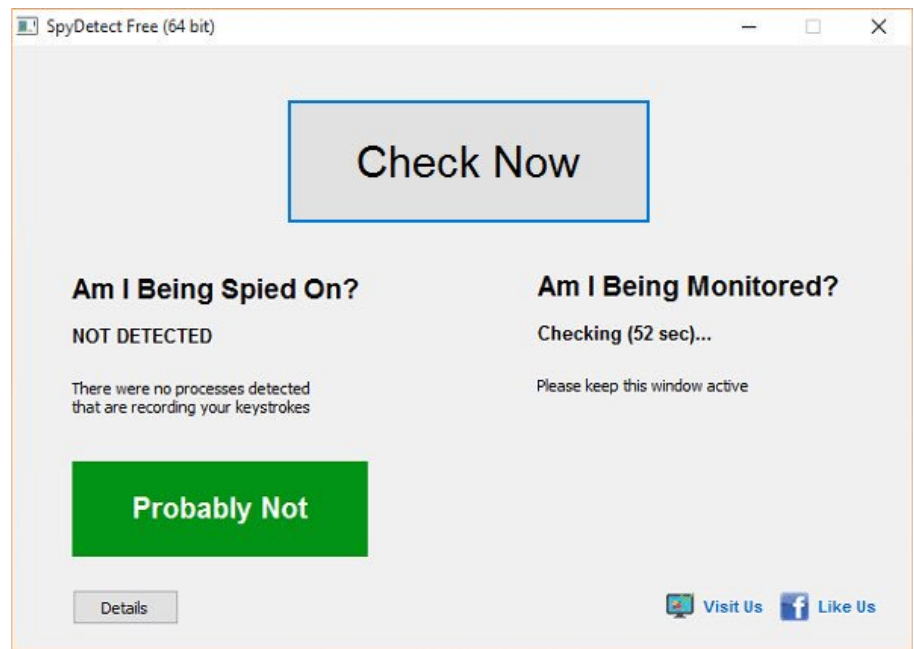 SpyDetect Free (64 bit)
Check Now
Am I Being Spied On?
NOT DETECTED
There were no processes detected
that are recording your keystrokes
Probably Not
Details
Am I Being Monitored?
Checking (52 sec)...
Please keep this window active
Visit Us
Like Us